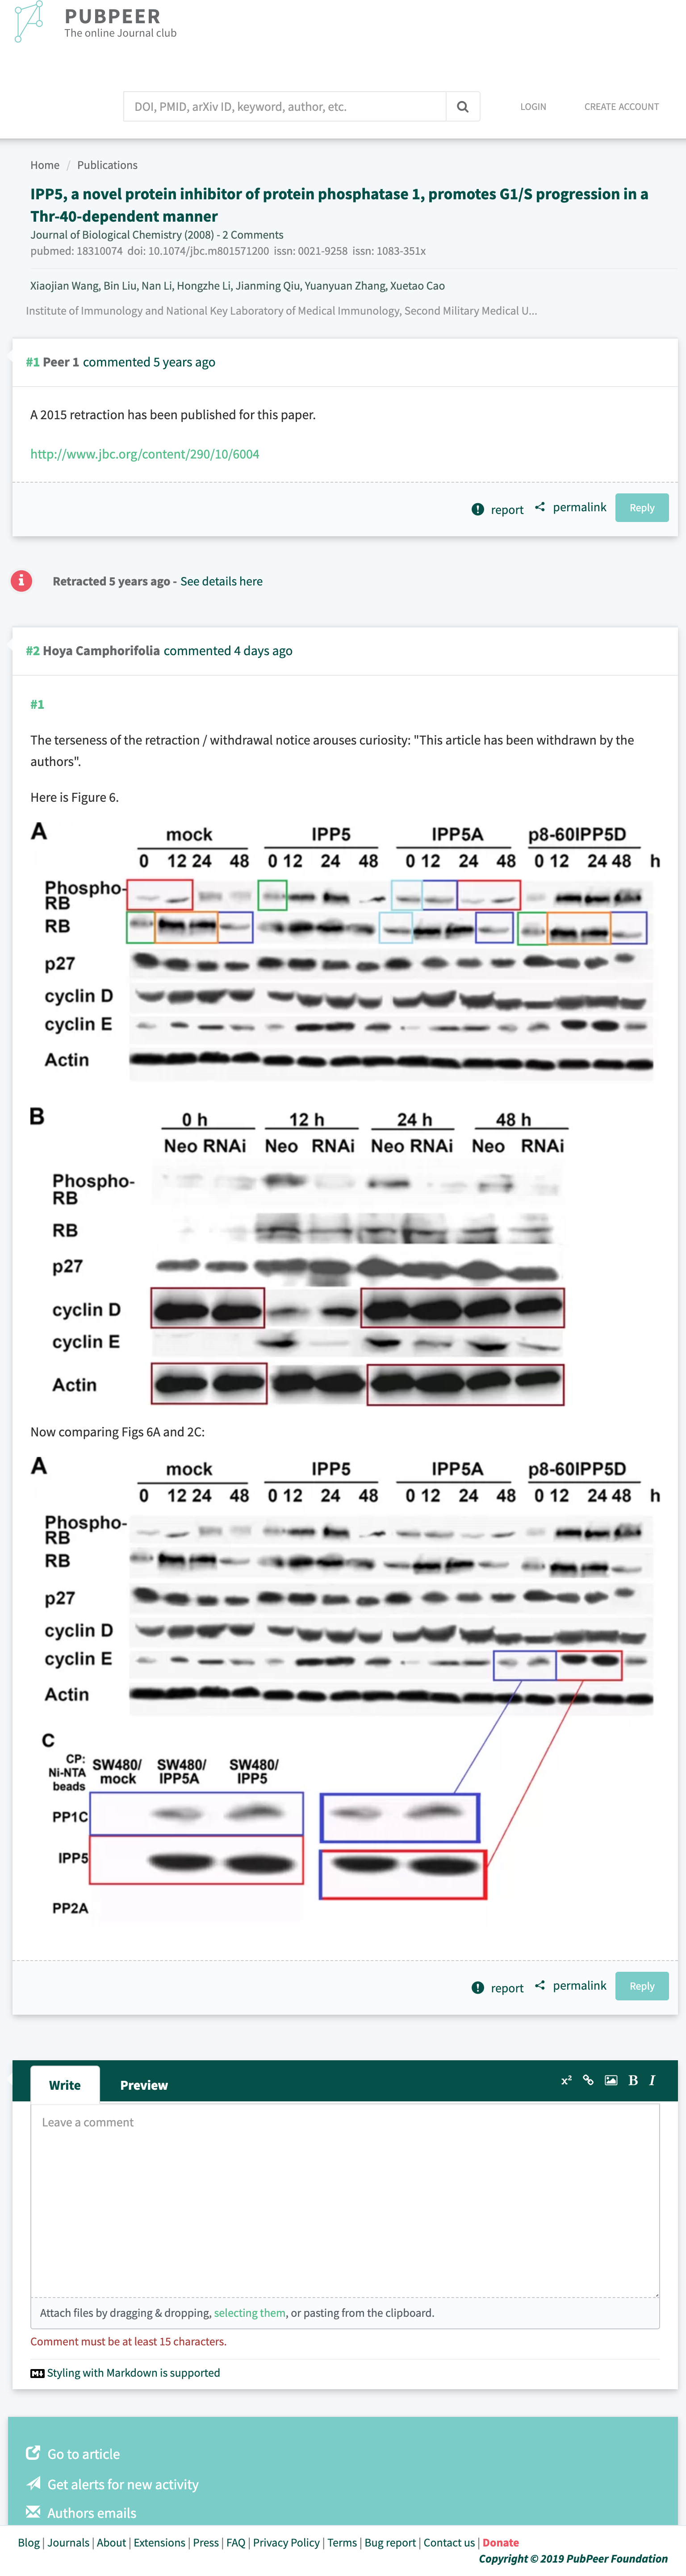 PUBPEER
The online Journal club
DOI, PMID, arXiv ID, keyword, author, etc.
LOGIN
CREATE ACCOUNT
Home / Publications
IPP5, a novel protein inhibitor of protein phosphatase 1, promotes G1/S progression in a
Thr-40-dependent manner
Journal of Biological Chemistry (2008) - 2 Comments
pubmed: 18310074 doi: 10.1074/jbc.m801571200 issn: 0021-9258 issn: 1083-351x
Xiaojian Wang, Bin Liu, Nan Li, Hongzhe Li, Jianming Qiu, Yuanyuan Zhang, Xuetao Cao
Institute of Immunology and National Key Laboratory of Medical Immunology, Second Military Medical U...
#1 Peer 1 commented 5 years ago
A 2015 retraction has been published for this paper.
http://www.jbc.org/content/290/10/6004
report permalink Reply
Retracted 5 years ago - See details here
#2 Hoya Camphorifolia commented 4 days ago
#1
The terseness of the retraction / withdrawal notice arouses curiosity: "This article has been withdrawn by the
authors".
Here is Figure 6.
A mock IPP5 IPP5A p8-60IPP5D
0 12 24 48 0 12 24 48 0 12 24 48 0 12 24 48 h
Phospho-
RB
RB
p27
cyclin D
cyclin E
Actin
B 0 h 12 h 24 h 48 h
Neo RNAi Neo RNAi Neo RNAi Neo RNAi
Phospho-
RB
RB
p27
cyclin D
cyclin E
Actin
Now comparing Figs 6A and 2C:
A mock IPP5 IPP5A p8-60IPP5D
0 12 24 48 0 12 24 48 0 12 24 48 0 12 24 48 h
Phospho-
RB
RB
p27
cyclin D
cyclin E
Actin
C
CP: SW480/ SW480/ SW480/
Ni-NTA mock IPP5A IPP5
beads
PP1C
IPP5
PP2A
report permalink Reply
Write Preview x² B I
Leave a comment
Attach files by dragging & dropping, selecting them, or pasting from the clipboard.
Comment must be at least 15 characters.
Styling with Markdown is supported
Go to article
Get alerts for new activity
Authors emails
Blog | Journals | About | Extensions | Press | FAQ | Privacy Policy | Terms | Bug report | Contact us | Donate
Copyright © 2019 PubPeer Foundation